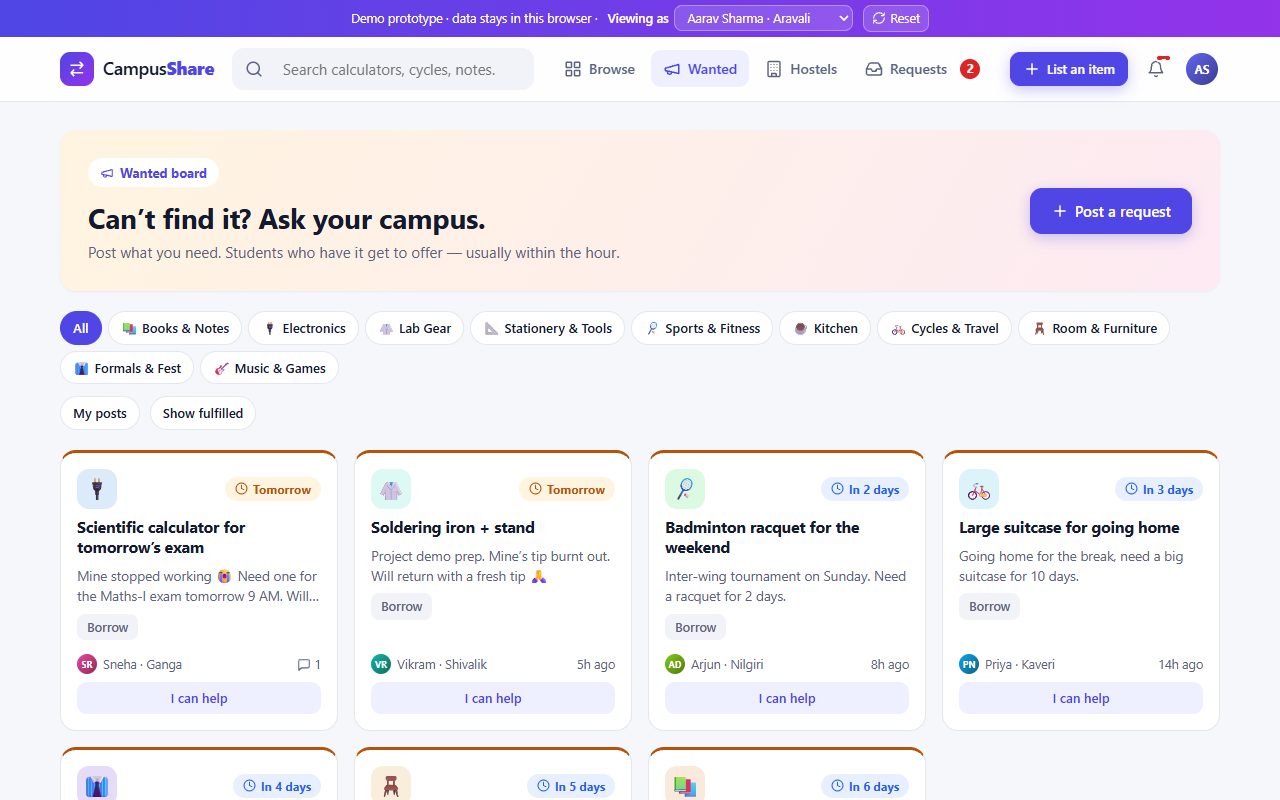 Demo prototype · data stays in this browser · Viewing as Aarav Sharma · Aravali Reset
CampusShare
Search calculators, cycles, notes.
Browse
Wanted
Hostels
Requests 2
+ List an item
AS
Wanted board
Can’t find it? Ask your campus.
Post what you need. Students who have it get to offer — usually within the hour.
+ Post a request
All
Books & Notes
Electronics
Lab Gear
Stationery & Tools
Sports & Fitness
Kitchen
Cycles & Travel
Room & Furniture
Formals & Fest
Music & Games
My posts
Show fulfilled
Tomorrow
Scientific calculator for
tomorrow’s exam
Mine stopped working 😭 Need one for
the Maths-I exam tomorrow 9 AM. Will…
Borrow
SR Sneha · Ganga 1
I can help
Tomorrow
Soldering iron + stand
Project demo prep. Mine’s tip burnt out.
Will return with a fresh tip 🙏
Borrow
VR Vikram · Shivalik 5h ago
I can help
In 2 days
Badminton racquet for the
weekend
Inter-wing tournament on Sunday. Need
a racquet for 2 days.
Borrow
AD Arjun · Nilgiri 8h ago
I can help
In 3 days
Large suitcase for going home
Going home for the break, need a big
suitcase for 10 days.
Borrow
PN Priya · Kaveri 14h ago
I can help
In 4 days
In 5 days
In 6 days